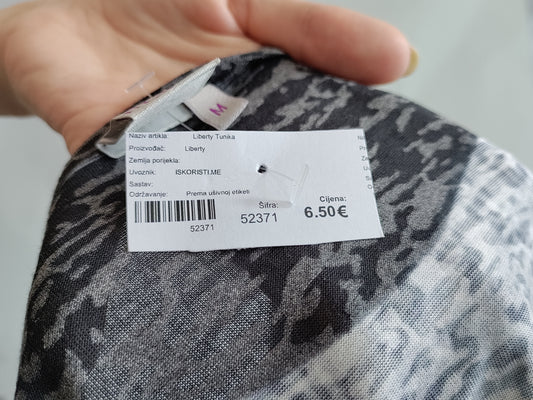 M
Naziv artikla: Liberty Tunika
Proizvođač: Liberty
Zemlja porijekla:
Uvoznik: ISKORISTI.ME
Sastav:
Održavanje: Prema ušivnoj etiketi
Šifra: Cijena:
52371 52371 6.50€